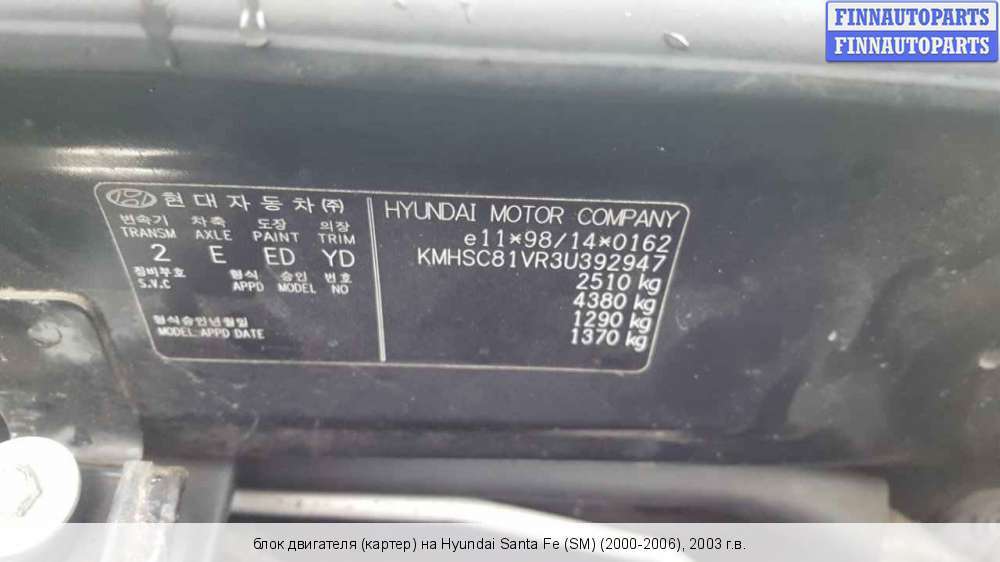 FINNAUTOPARTS
FINNAUTOPARTS
현대자동차㈜
변속기 차축 도장 의장
TRANSM AXLE PAINT TRIM
2 E ED YD
정비부호 형식 승인 번호
S.V.C APPD MODEL NO
형식승인년월일
MODEL:APPD DATE
HYUNDAI MOTOR COMPANY
e11*98/14*0162
KMHSC81VR3U392947
2510 kg
4380 kg
1290 kg
1370 kg
блок двигателя (картер) на Hyundai Santa Fe (SM) (2000-2006), 2003 г.в.